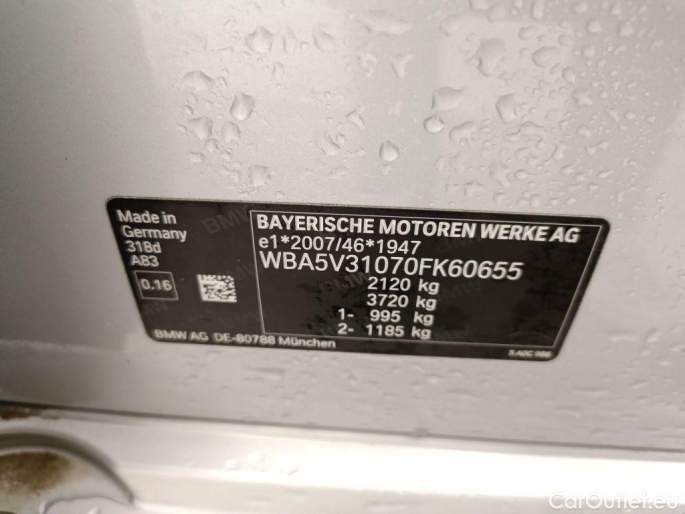 Made in
Germany
318d
A83
0.16
BMW AG DE-80788 München
BAYERISCHE MOTOREN WERKE AG
e1*2007/46*1947
WBA5V31070FK60655
2120 kg
3720 kg
1- 995 kg
2- 1185 kg
CarOutlet.eu